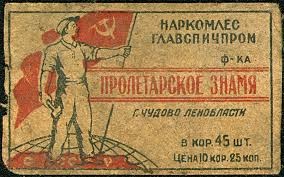 НАРКОМЛЕС
ГЛАВСПИЧПРОМ
Ф-КА
ПРОЛЕТАРСКОЕ ЗНАМЯ
Г. ЧУДОВО ЛЕНОБЛАСТИ
В КОР. 45 ШТ.
ЦЕНА 10 КОР. 25 КОП.